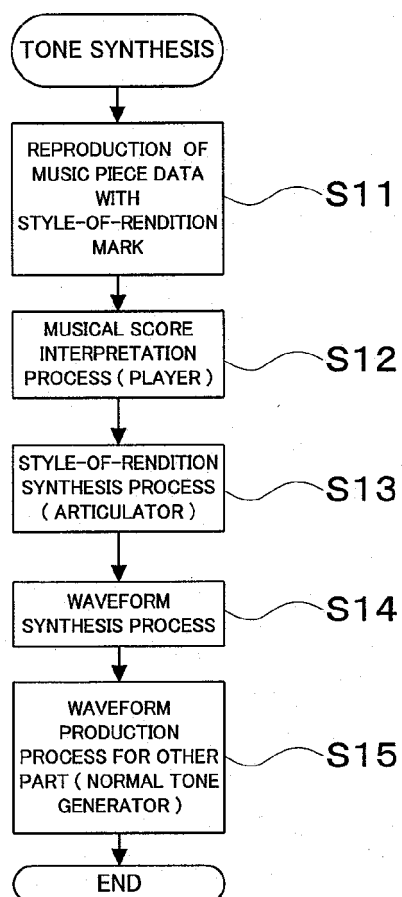 TONE SYNTHESIS
REPRODUCTION OF
MUSIC PIECE DATA
WITH
STYLE-OF-RENDITION
MARK
S11
MUSICAL SCORE
INTERPRETATION
PROCESS ( PLAYER )
S12
STYLE-OF-RENDITION
SYNTHESIS PROCESS
( ARTICULATOR )
S13
WAVEFORM
SYNTHESIS PROCESS
S14
WAVEFORM
PRODUCTION
PROCESS FOR OTHER
PART ( NORMAL TONE
GENERATOR )
S15
END